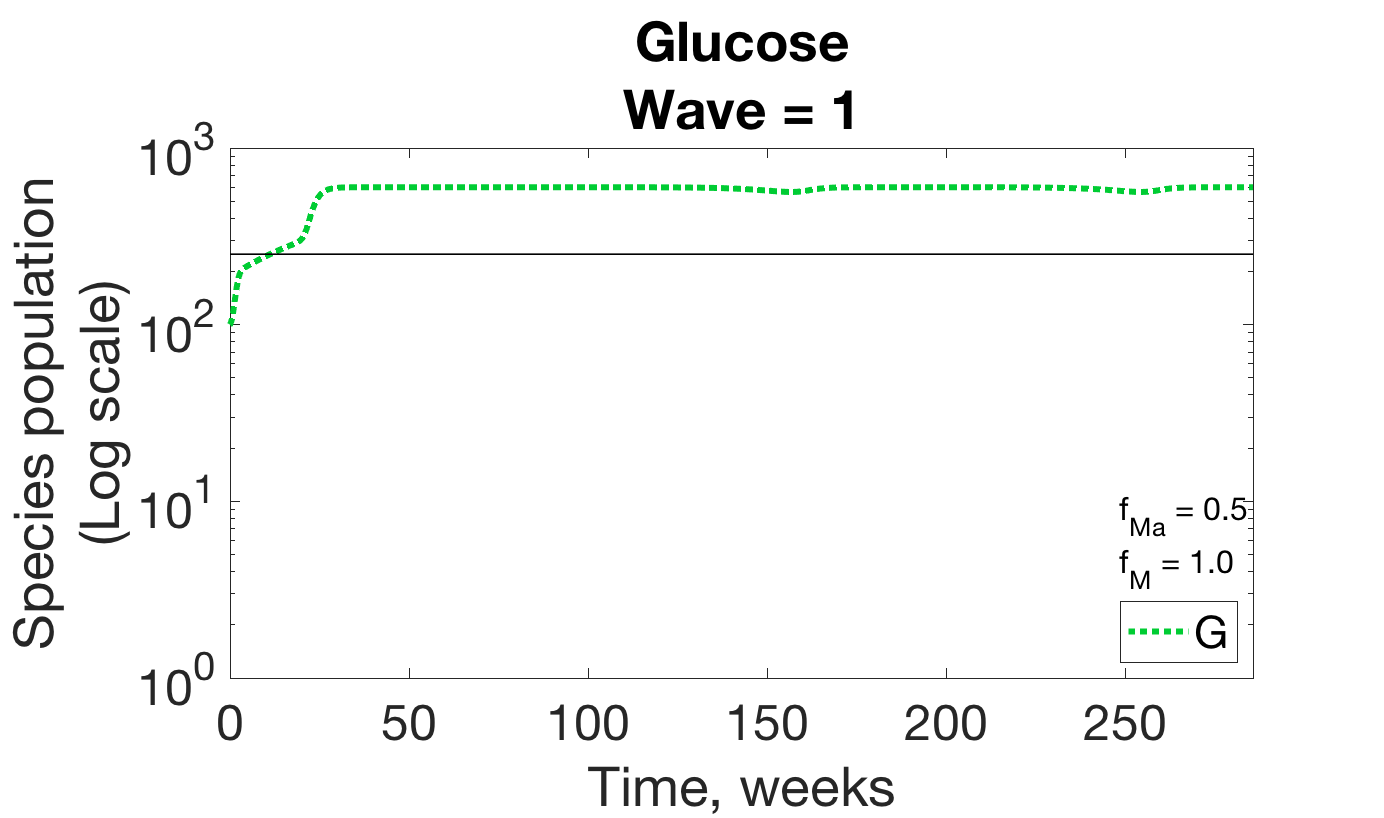 Glucose
Wave = 1
Species population
(Log scale)
10^3
10^2
10^1
10^0
f_Ma = 0.5
f_M = 1.0
G
0 50 100 150 200 250
Time, weeks